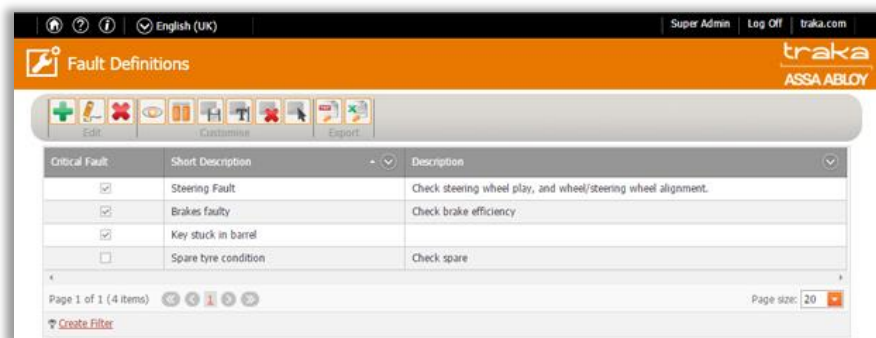 English (UK) Super Admin Log Off traka.com
Fault Definitions traka
ASSA ABLOY
Edit Customise Export
Critical Fault Short Description Description
Steering Fault Check steering wheel play, and wheel/steering wheel alignment.
Brakes faulty Check brake efficiency
Key stuck in barrel
Spare tyre condition Check spare
Page 1 of 1 (4 items) 1 Page size: 20
Create Filter